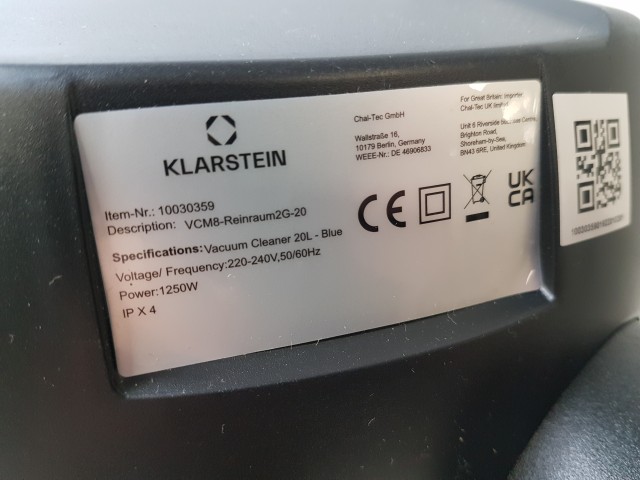 KLARSTEIN
Item-Nr.: 10030359
Description: VCM8-Reinraum2G-20
Specifications:Vacuum Cleaner 20L - Blue
Voltage/ Frequency:220-240V,50/60Hz
Power:1250W
IP X 4
Chal-Tec GmbH
Wallstraße 16,
10179 Berlin, Germany
WEEE-Nr.: DE 46906833
For Great Britain: Importer
Chal-Tec UK limited
Unit 6 Riverside Business Centre
Brighton Road,
Shoreham-by-Sea,
BN43 6RE, United Kingdom
CE
UK
CA